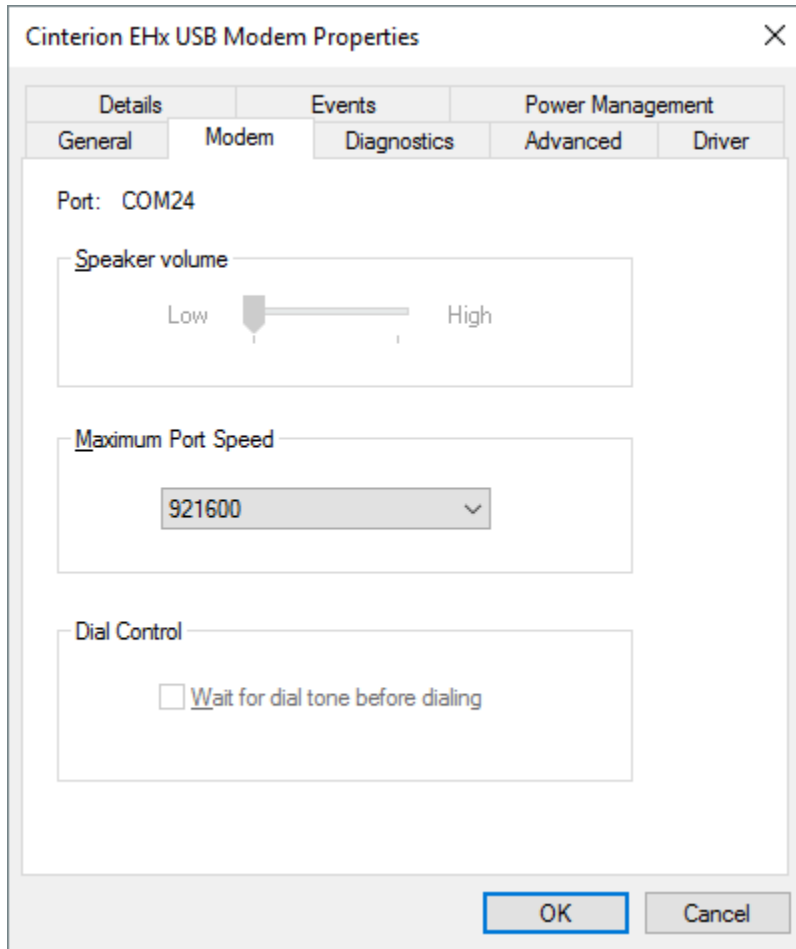 Cinterion EHx USB Modem Properties
Details Events Power Management
General Modem Diagnostics Advanced Driver
Port: COM24
Speaker volume
Low High
Maximum Port Speed
921600
Dial Control
Wait for dial tone before dialing
OK Cancel